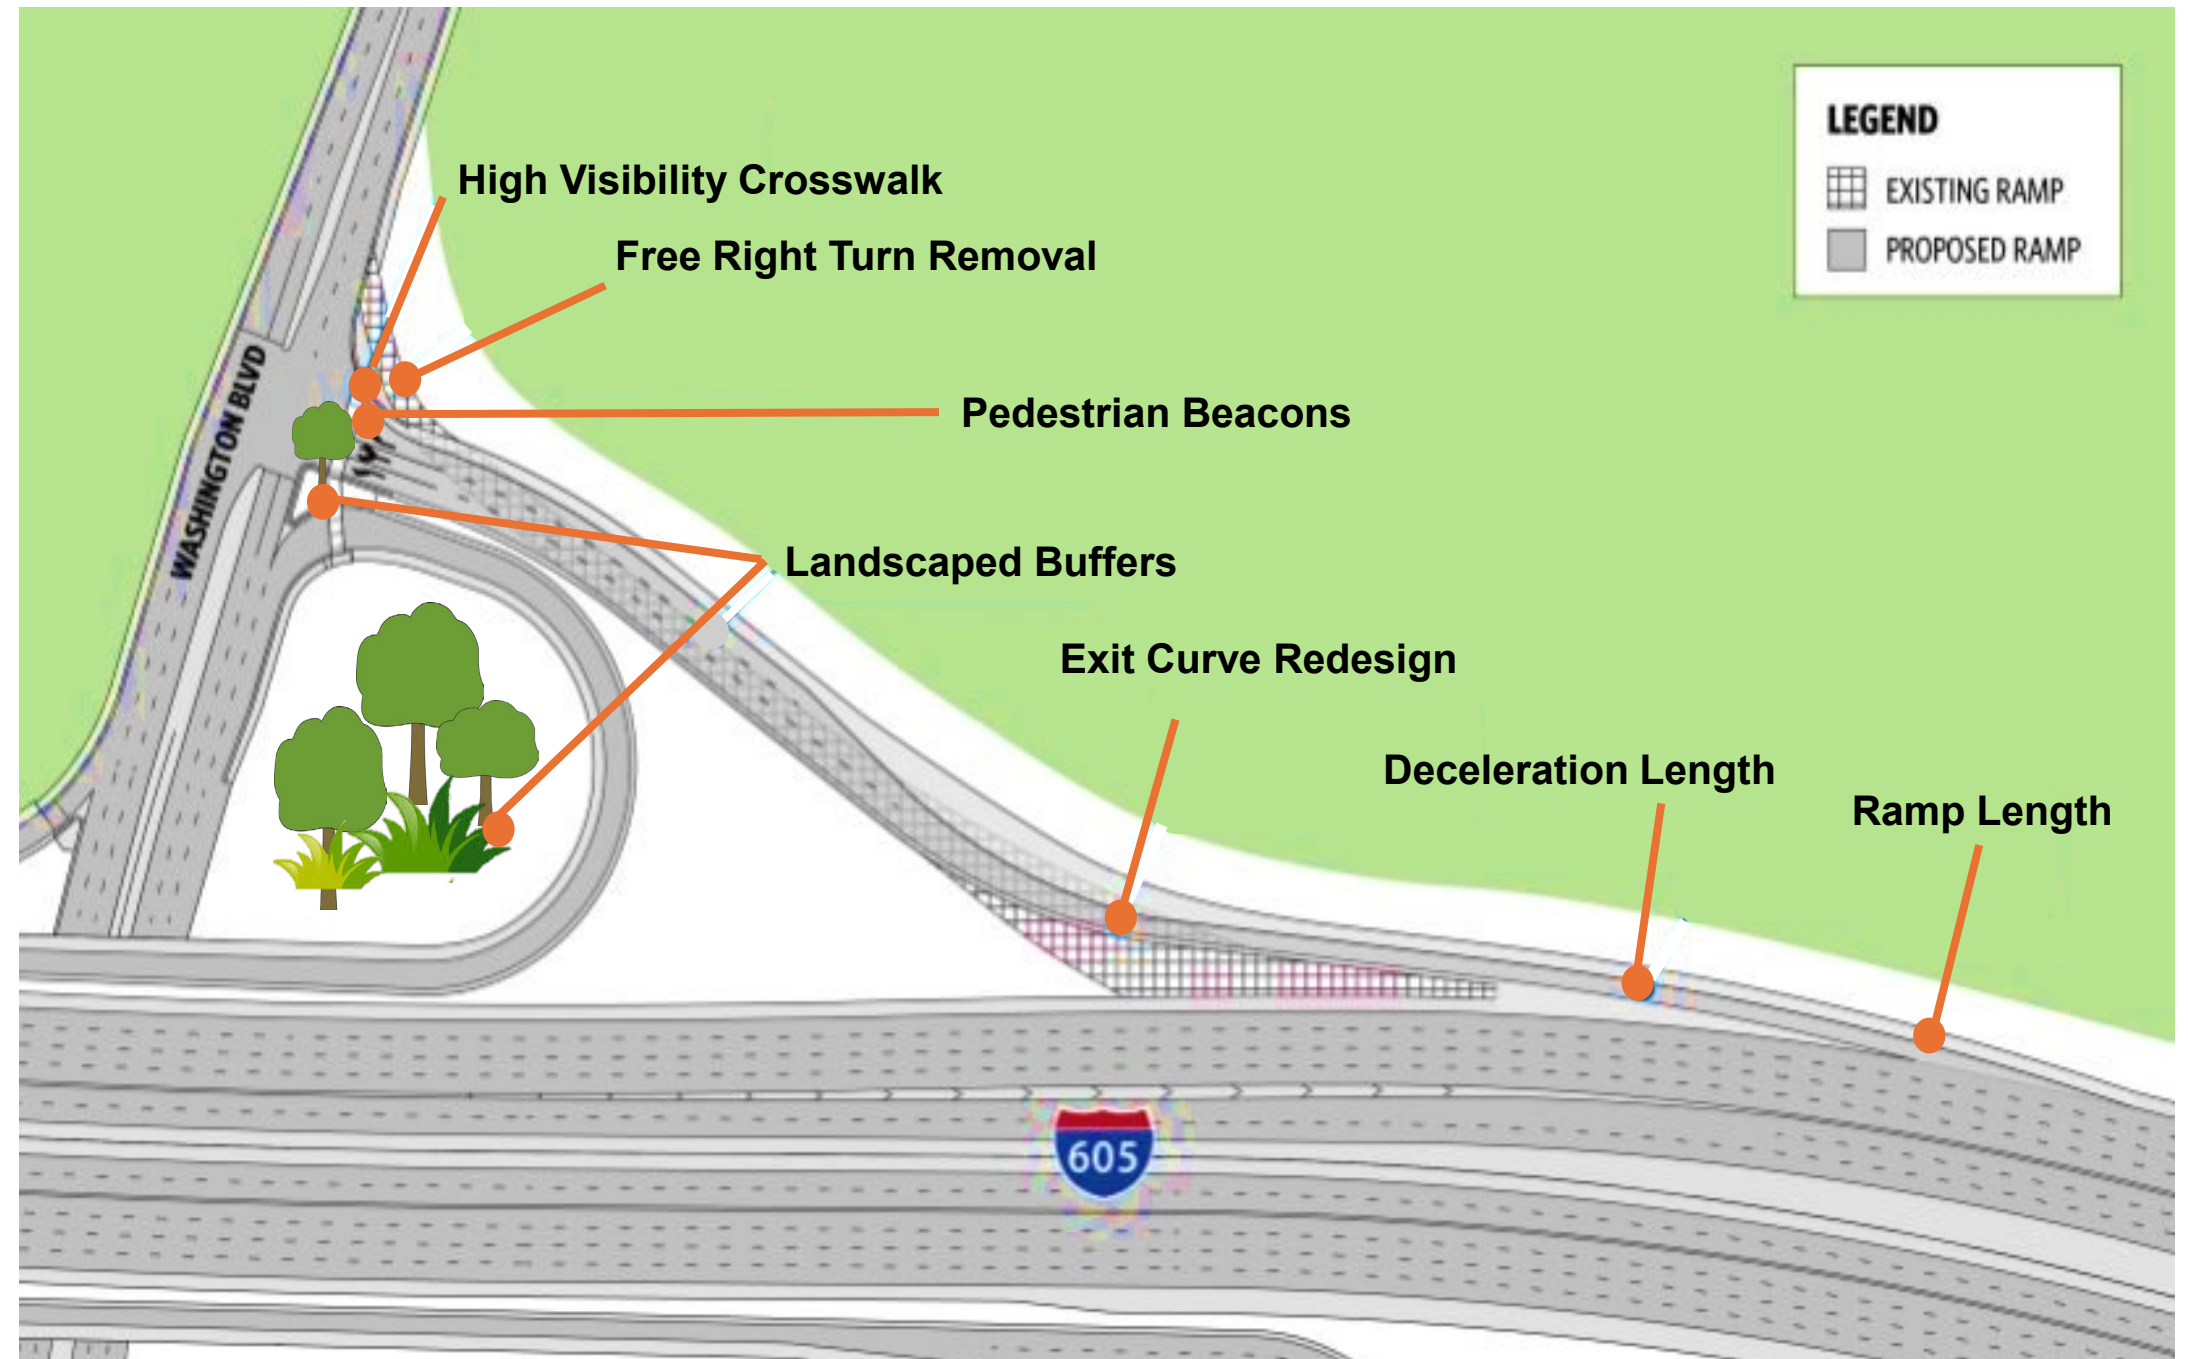 LEGEND
EXISTING RAMP
PROPOSED RAMP
High Visibility Crosswalk
Free Right Turn Removal
WASHINGTON BLVD
Pedestrian Beacons
Landscaped Buffers
Exit Curve Redesign
Deceleration Length
Ramp Length
605